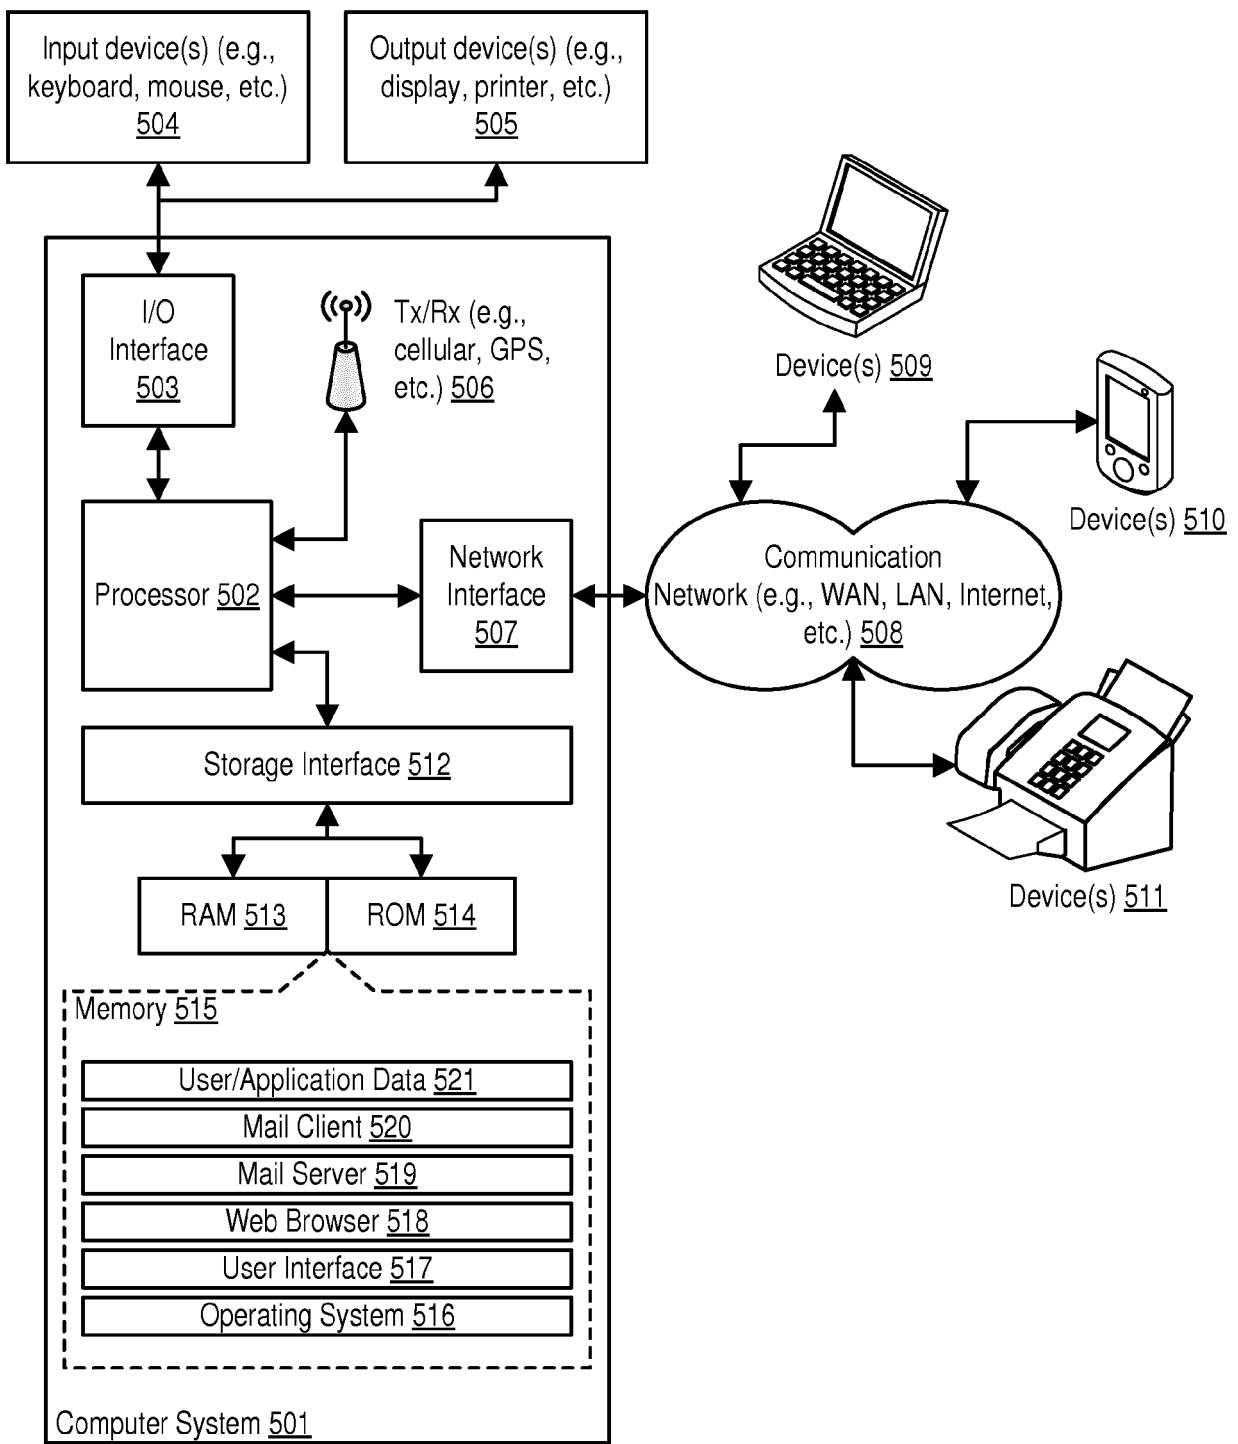 Input device(s) (e.g.,
keyboard, mouse, etc.)
504
Output device(s) (e.g.,
display, printer, etc.)
505
I/O
Interface
503
Tx/Rx (e.g.,
cellular, GPS,
etc.) 506
Device(s) 509
Device(s) 510
Processor 502
Network
Interface
507
Communication
Network (e.g., WAN, LAN, Internet,
etc.) 508
Storage Interface 512
Device(s) 511
RAM 513
ROM 514
Memory 515
User/Application Data 521
Mail Client 520
Mail Server 519
Web Browser 518
User Interface 517
Operating System 516
Computer System 501